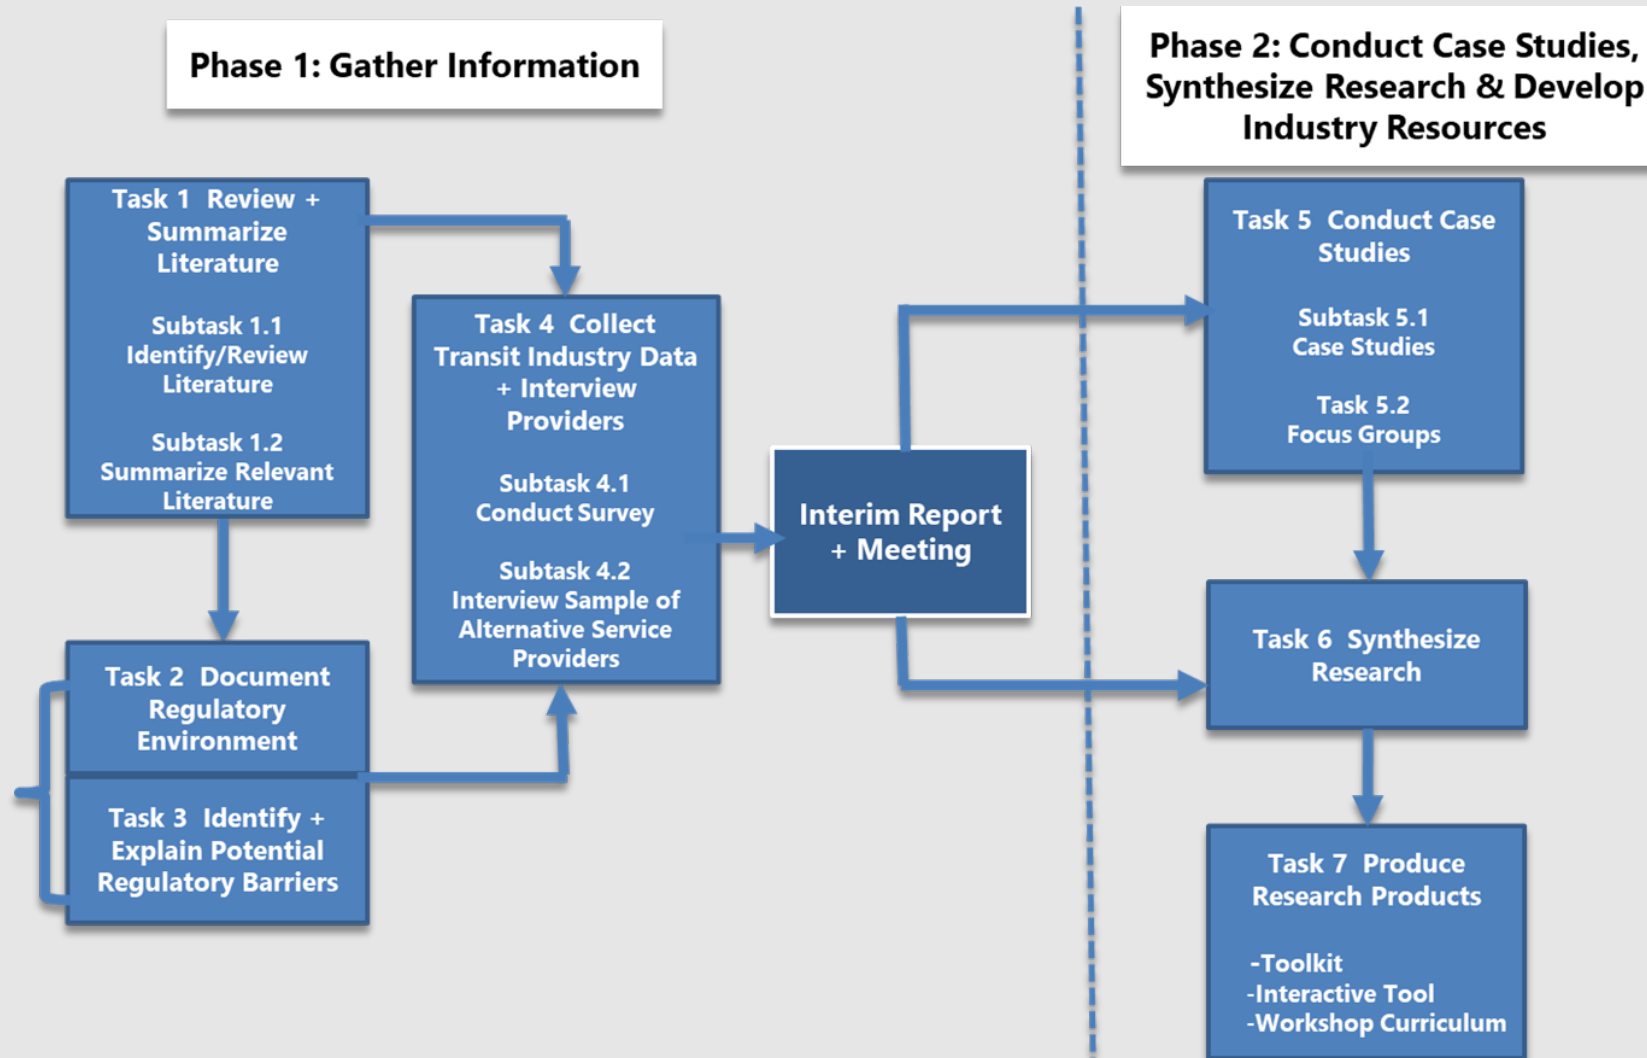 Phase 1: Gather Information
Task 1 Review +
Summarize
Literature
Subtask 1.1
Identify/Review
Literature
Subtask 1.2
Summarize Relevant
Literature
Task 2 Document
Regulatory
Environment
Task 3 Identify +
Explain Potential
Regulatory Barriers
Task 4 Collect
Transit Industry Data
+ Interview
Providers
Subtask 4.1
Conduct Survey
Subtask 4.2
Interview Sample of
Alternative Service
Providers
Interim Report
+ Meeting
Phase 2: Conduct Case Studies,
Synthesize Research & Develop
Industry Resources
Task 5 Conduct Case
Studies
Subtask 5.1
Case Studies
Task 5.2
Focus Groups
Task 6 Synthesize
Research
Task 7 Produce
Research Products
-Toolkit
-Interactive Tool
-Workshop Curriculum